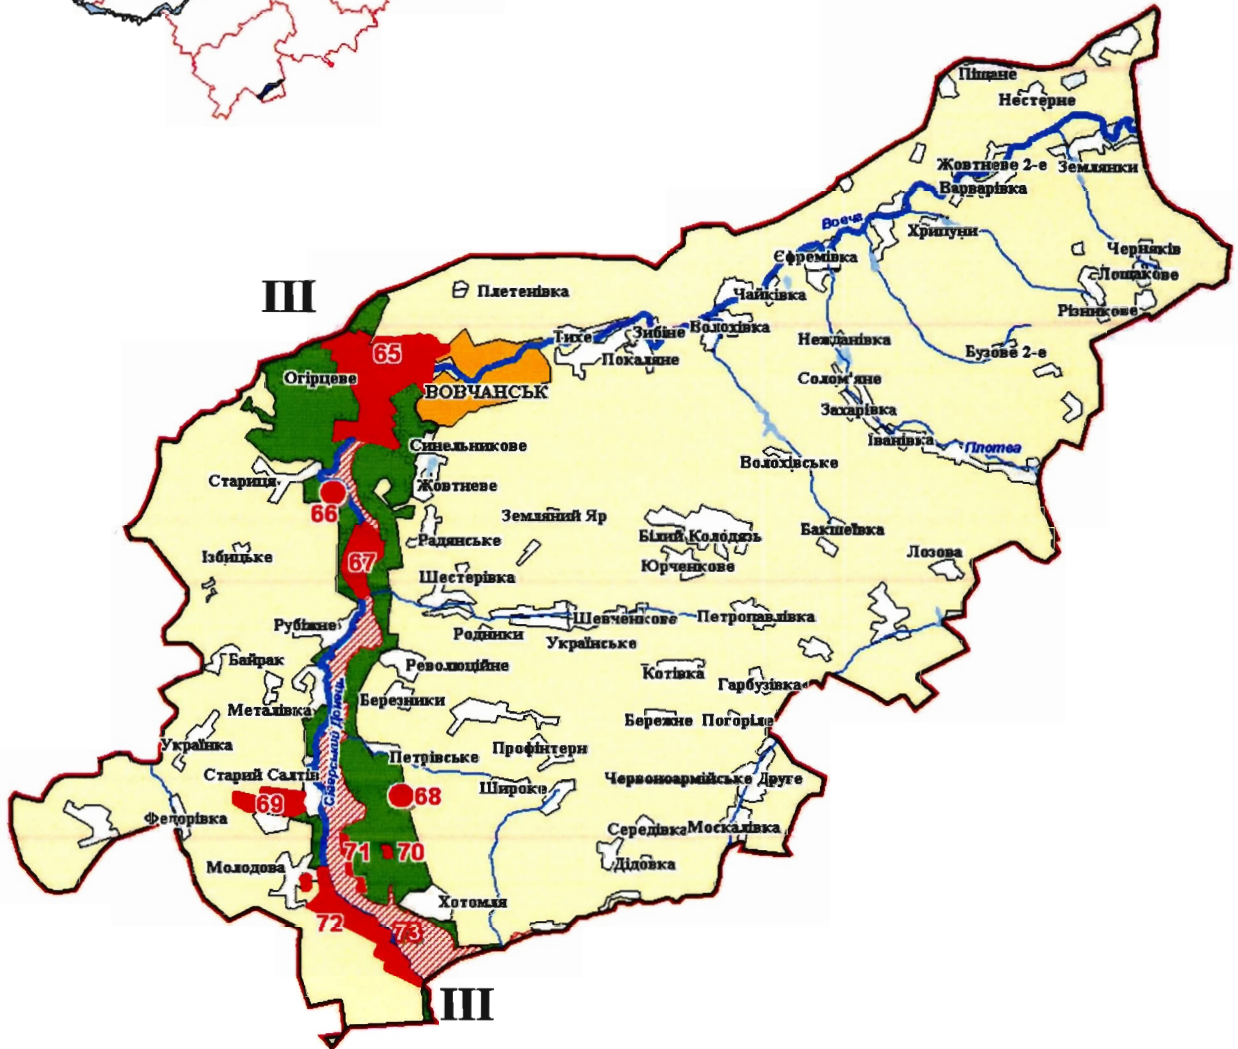 Піщане
Нестерне
Жовтневе 2-е
Землянки
Варварівка
Вовча
Хрипуни
Черняків
Єфремівка
Лощакове
III
Плетенівка
Чайківка
Різникове
Тихе
Зибіне
Волохівка
Нежданівка
65
Покаляне
Бузове 2-е
Огірцеве
Солом'яне
ВОВЧАНСЬК
Захарівка
Іванівка
Плотва
Синельникове
Волохівське
Стариця
Жовтневе
66
Земляний Яр
Бакшеївка
Радянське
Білий Колодязь
Ізбицьке
67
Лозова
Юрченкове
Шестерівка
Рубіжне
Шевченкове
Петропавлівка
Родники
Українське
Байрак
Революційне
Котівка
Гарбузівка
Березники
Металівка
Бережне
Погоріле
Сіверський Донець
Українка
Профінтерн
Петрівське
Старий Салтів
Червоноармійське Друге
Широке
69
68
Федорівка
Середівка
Москалівка
71
70
Молодова
Дідовка
Хотомля
72
73
III